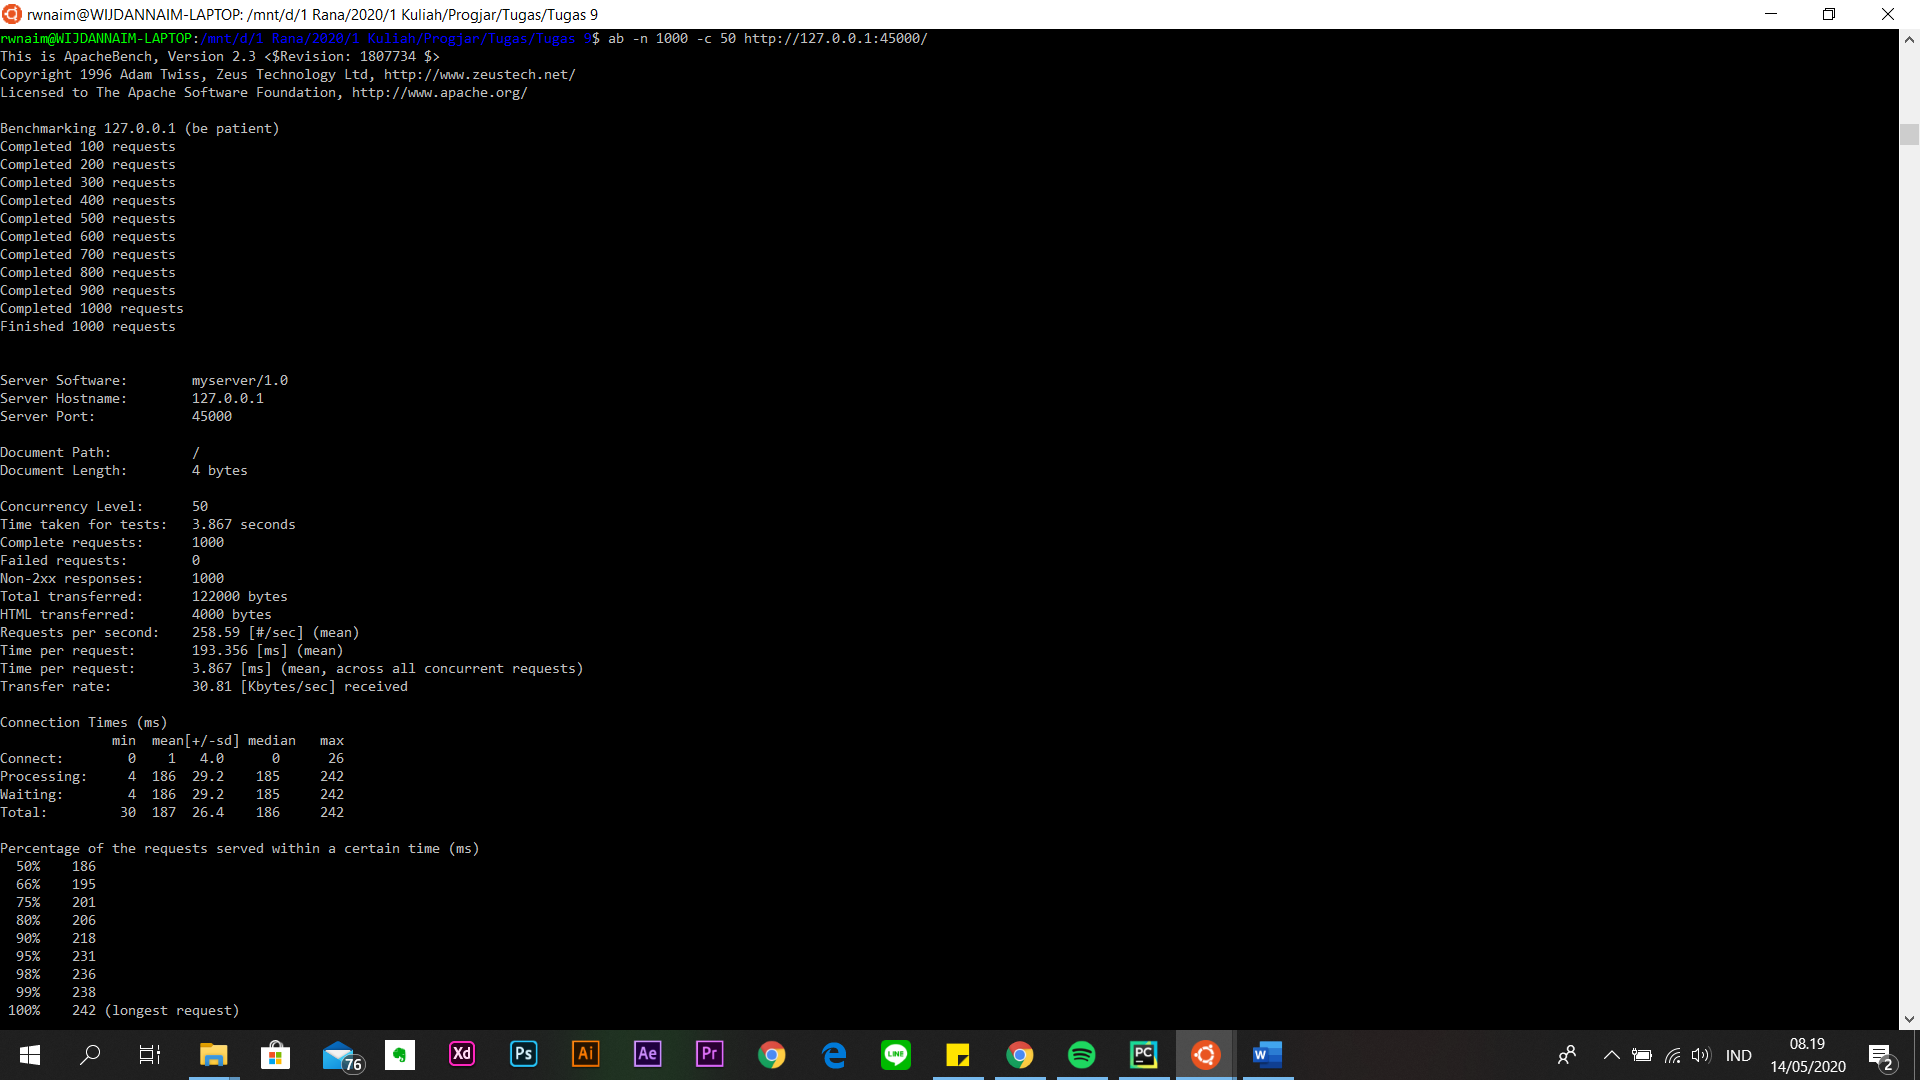 rwnaim@WIJDANNAIM-LAPTOP: /mnt/d/1 Rana/2020/1 Kuliah/Progjar/Tugas/Tugas 9
rwnaim@WIJDANNAIM-LAPTOP:/mnt/d/1 Rana/2020/1 Kuliah/Progjar/Tugas/Tugas 9$ ab -n 1000 -c 50 http://127.0.0.1:45000/
This is ApacheBench, Version 2.3 <$Revision: 1807734 $>
Copyright 1996 Adam Twiss, Zeus Technology Ltd, http://www.zeustech.net/
Licensed to The Apache Software Foundation, http://www.apache.org/

Benchmarking 127.0.0.1 (be patient)
Completed 100 requests
Completed 200 requests
Completed 300 requests
Completed 400 requests
Completed 500 requests
Completed 600 requests
Completed 700 requests
Completed 800 requests
Completed 900 requests
Completed 1000 requests
Finished 1000 requests

Server Software:        myserver/1.0
Server Hostname:        127.0.0.1
Server Port:            45000

Document Path:          /
Document Length:        4 bytes

Concurrency Level:      50
Time taken for tests:   3.867 seconds
Complete requests:      1000
Failed requests:        0
Non-2xx responses:      1000
Total transferred:      122000 bytes
HTML transferred:       4000 bytes
Requests per second:    258.59 [#/sec] (mean)
Time per request:       193.356 [ms] (mean)
Time per request:       3.867 [ms] (mean, across all concurrent requests)
Transfer rate:          30.81 [Kbytes/sec] received

Connection Times (ms)
              min  mean[+/-sd] median   max
Connect:        0    1   4.0      0      26
Processing:     4  186  29.2    185     242
Waiting:        4  186  29.2    185     242
Total:         30  187  26.4    186     242

Percentage of the requests served within a certain time (ms)
  50%    186
  66%    195
  75%    201
  80%    206
  90%    218
  95%    231
  98%    236
  99%    238
 100%    242 (longest request)
76
Xd
Ps
Ai
Ae
Pr
LINE
PC
W
IND
08.19
14/05/2020
2